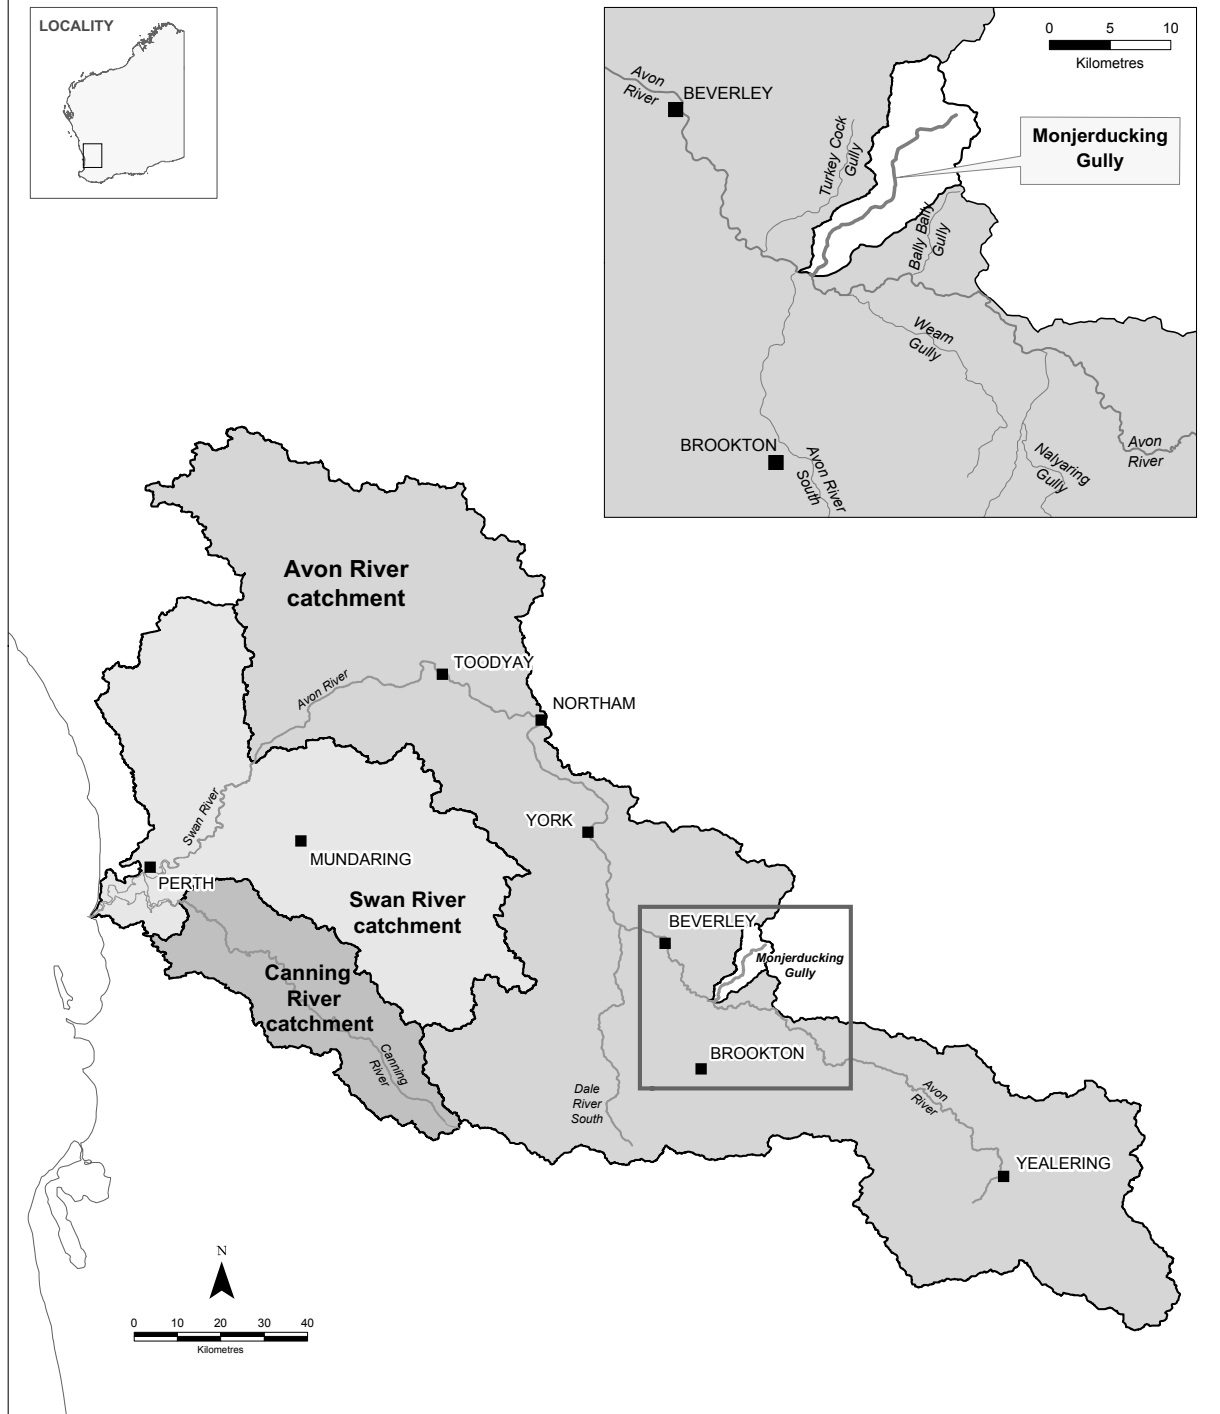 LOCALITY
0 5 10
Kilometres
Avon
River
BEVERLEY
Turkey Cock
Gully
Monjerducking
Gully
Bally Bally
Gully
Weam
Gully
BROOKTON
Avon River
South
Nalyaring
Gully
Avon
River
Avon River
catchment
TOODYAY
Avon River
NORTHAM
Swan River
YORK
MUNDARING
PERTH
Swan River
catchment
BEVERLEY
Monjerducking
Gully
Canning
River
catchment
BROOKTON
Canning
River
Dale
River
South
Avon
River
YEALERING
N
0 10 20 30 40
Kilometres